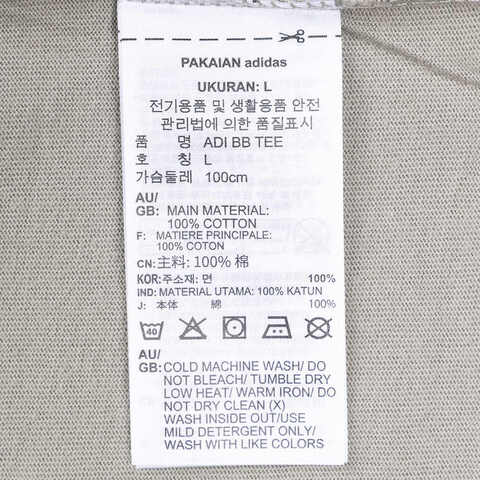 PAKAIAN adidas
UKURAN: L
전기용품 및 생활용품 안전
관리법에 의한 품질표시
품 명 ADI BB TEE
호 칭 L
가슴둘레 100cm
AU/
GB: MAIN MATERIAL:
100% COTTON
F: MATIERE PRINCIPALE:
100% COTON
CN: 主料: 100% 棉
KOR: 주소재: 면 100%
IND: MATERIAL UTAMA: 100% KATUN
J: 本体 綿 100%
40
AU/
GB: COLD MACHINE WASH/ DO
NOT BLEACH/ TUMBLE DRY
LOW HEAT/ WARM IRON/ DO
NOT DRY CLEAN (X)
WASH INSIDE OUT/USE
MILD DETERGENT ONLY/
WASH WITH LIKE COLORS